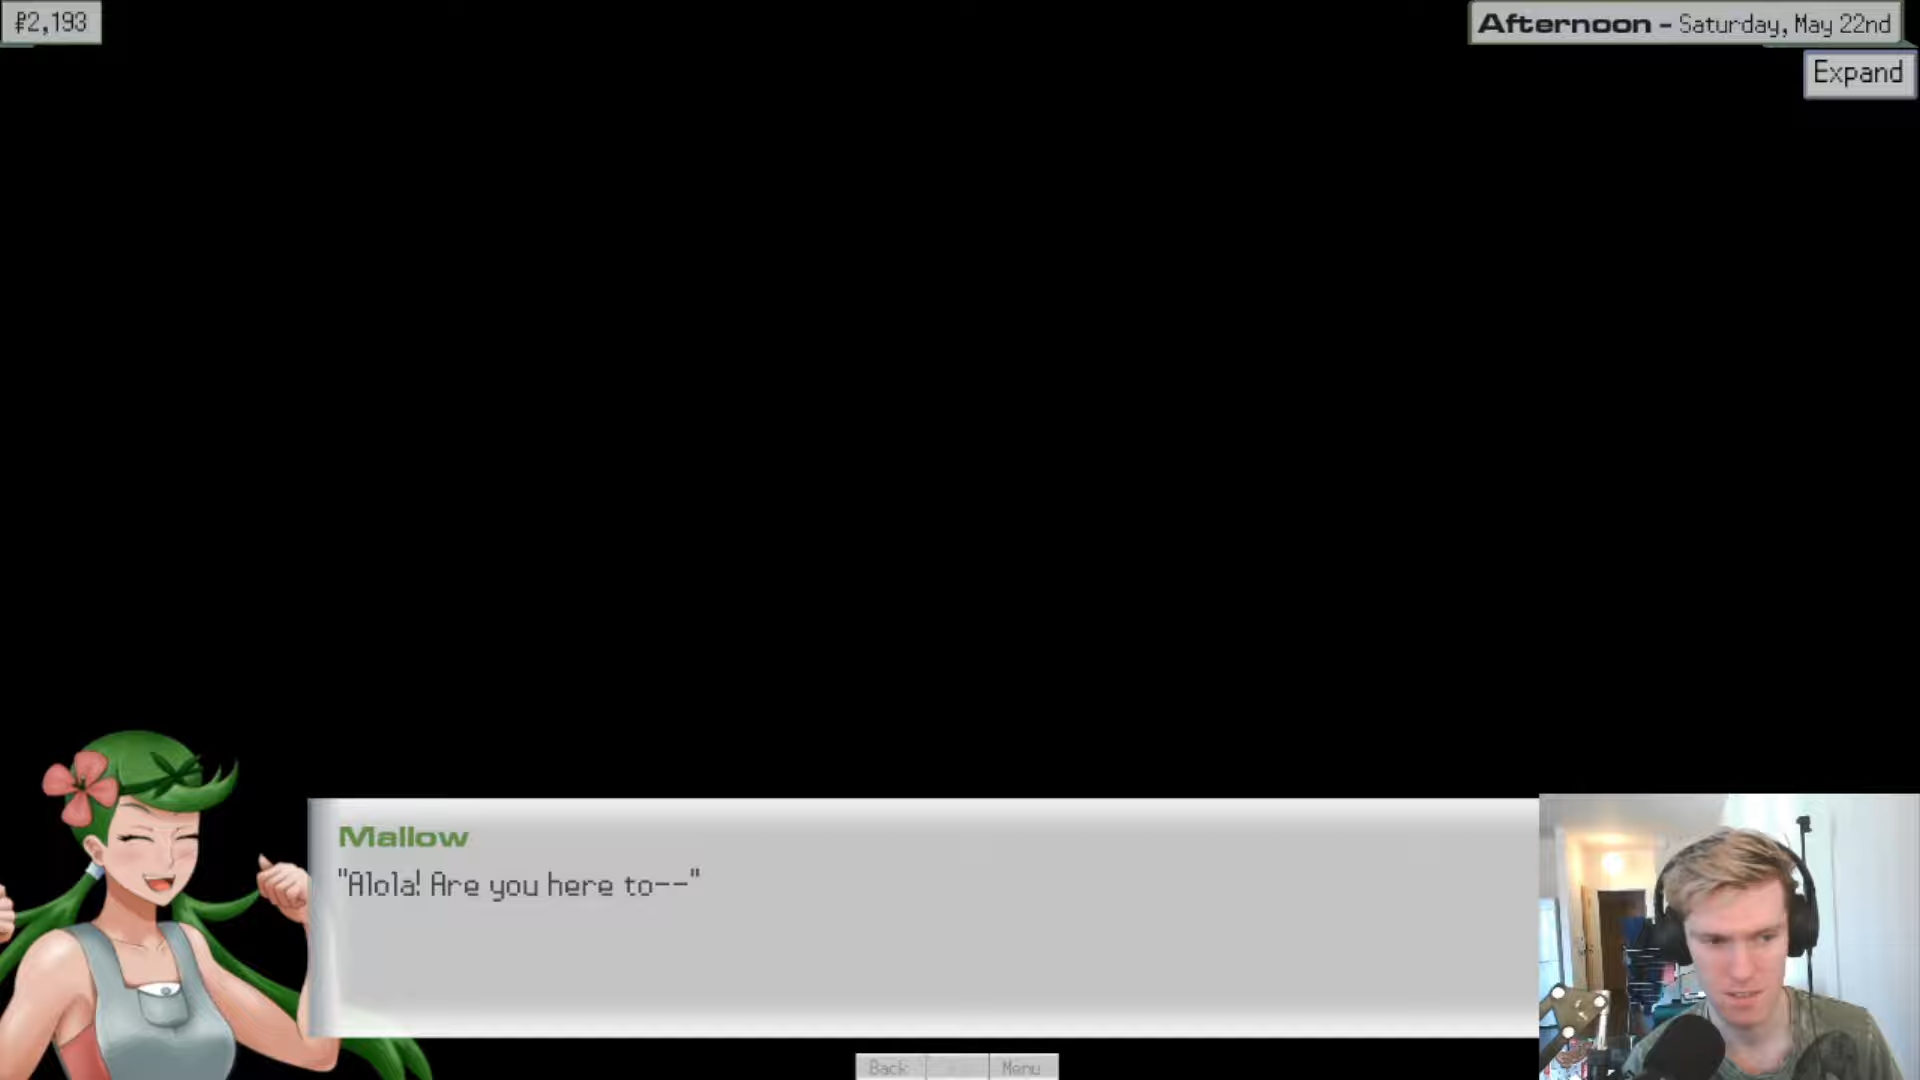 ₽2,193
Afternoon - Saturday, May 22nd
Expand
Mallow
"Alola! Are you here to--"
Back
Menu